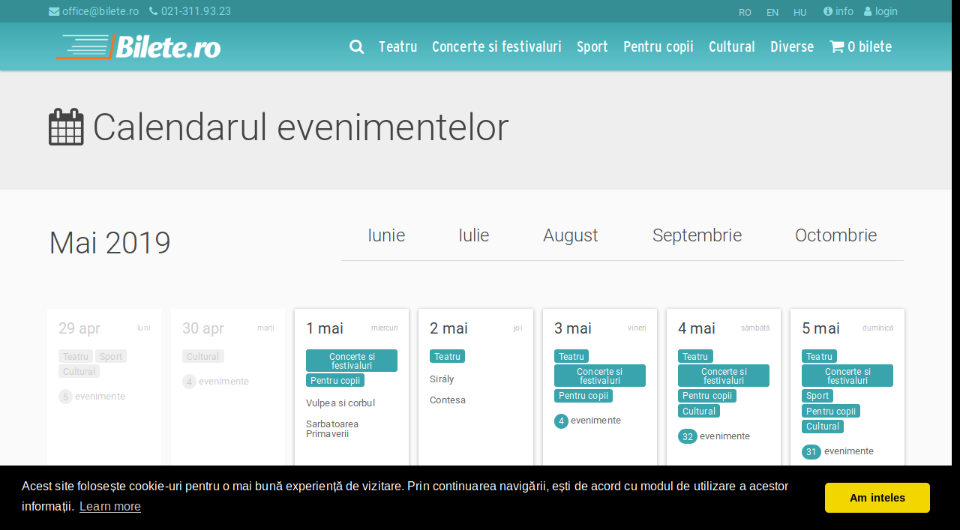 office@bilete.ro 021-311.93.23 RO EN HU info login
Bilete.ro Teatru Concerte si festivaluri Sport Pentru copii Cultural Diverse 0 bilete
Calendarul evenimentelor
Mai 2019 Iunie Iulie August Septembrie Octombrie
29 apr luni
Teatru Sport
Cultural
5 evenimente
30 apr marți
Cultural
4 evenimente
1 mai miercuri
Concerte si
festivaluri
Pentru copii
Vulpea si corbul
Sarbatoarea
Primaverii
2 mai joi
Teatru
Sirály
Contesa
3 mai vineri
Teatru
Concerte si
festivaluri
Pentru copii
4 evenimente
4 mai sâmbătă
Teatru
Concerte si
festivaluri
Pentru copii
Cultural
32 evenimente
5 mai duminică
Teatru
Concerte si
festivaluri
Sport
Pentru copii
Cultural
31 evenimente
Acest site folosește cookie-uri pentru o mai bună experiență de vizitare. Prin continuarea navigării, ești de acord cu modul de utilizare a acestor
informații. Learn more
Am inteles